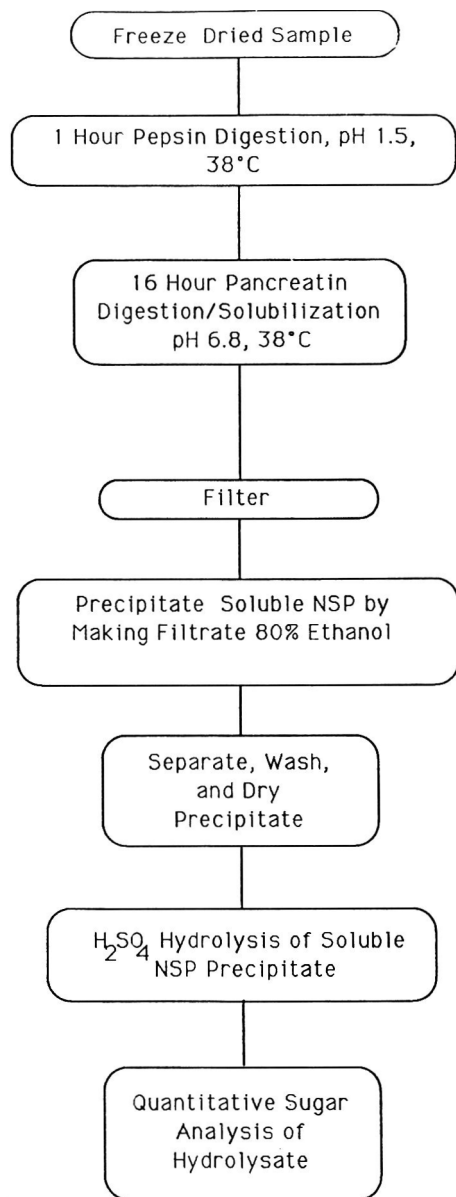 Freeze Dried Sample
1 Hour Pepsin Digestion, pH 1.5,
38°C
16 Hour Pancreatin
Digestion/Solubilization
pH 6.8, 38°C
Filter
Precipitate Soluble NSP by
Making Filtrate 80% Ethanol
Separate, Wash,
and Dry
Precipitate
H₂SO₄ Hydrolysis of Soluble
NSP Precipitate
Quantitative Sugar
Analysis of
Hydrolysate